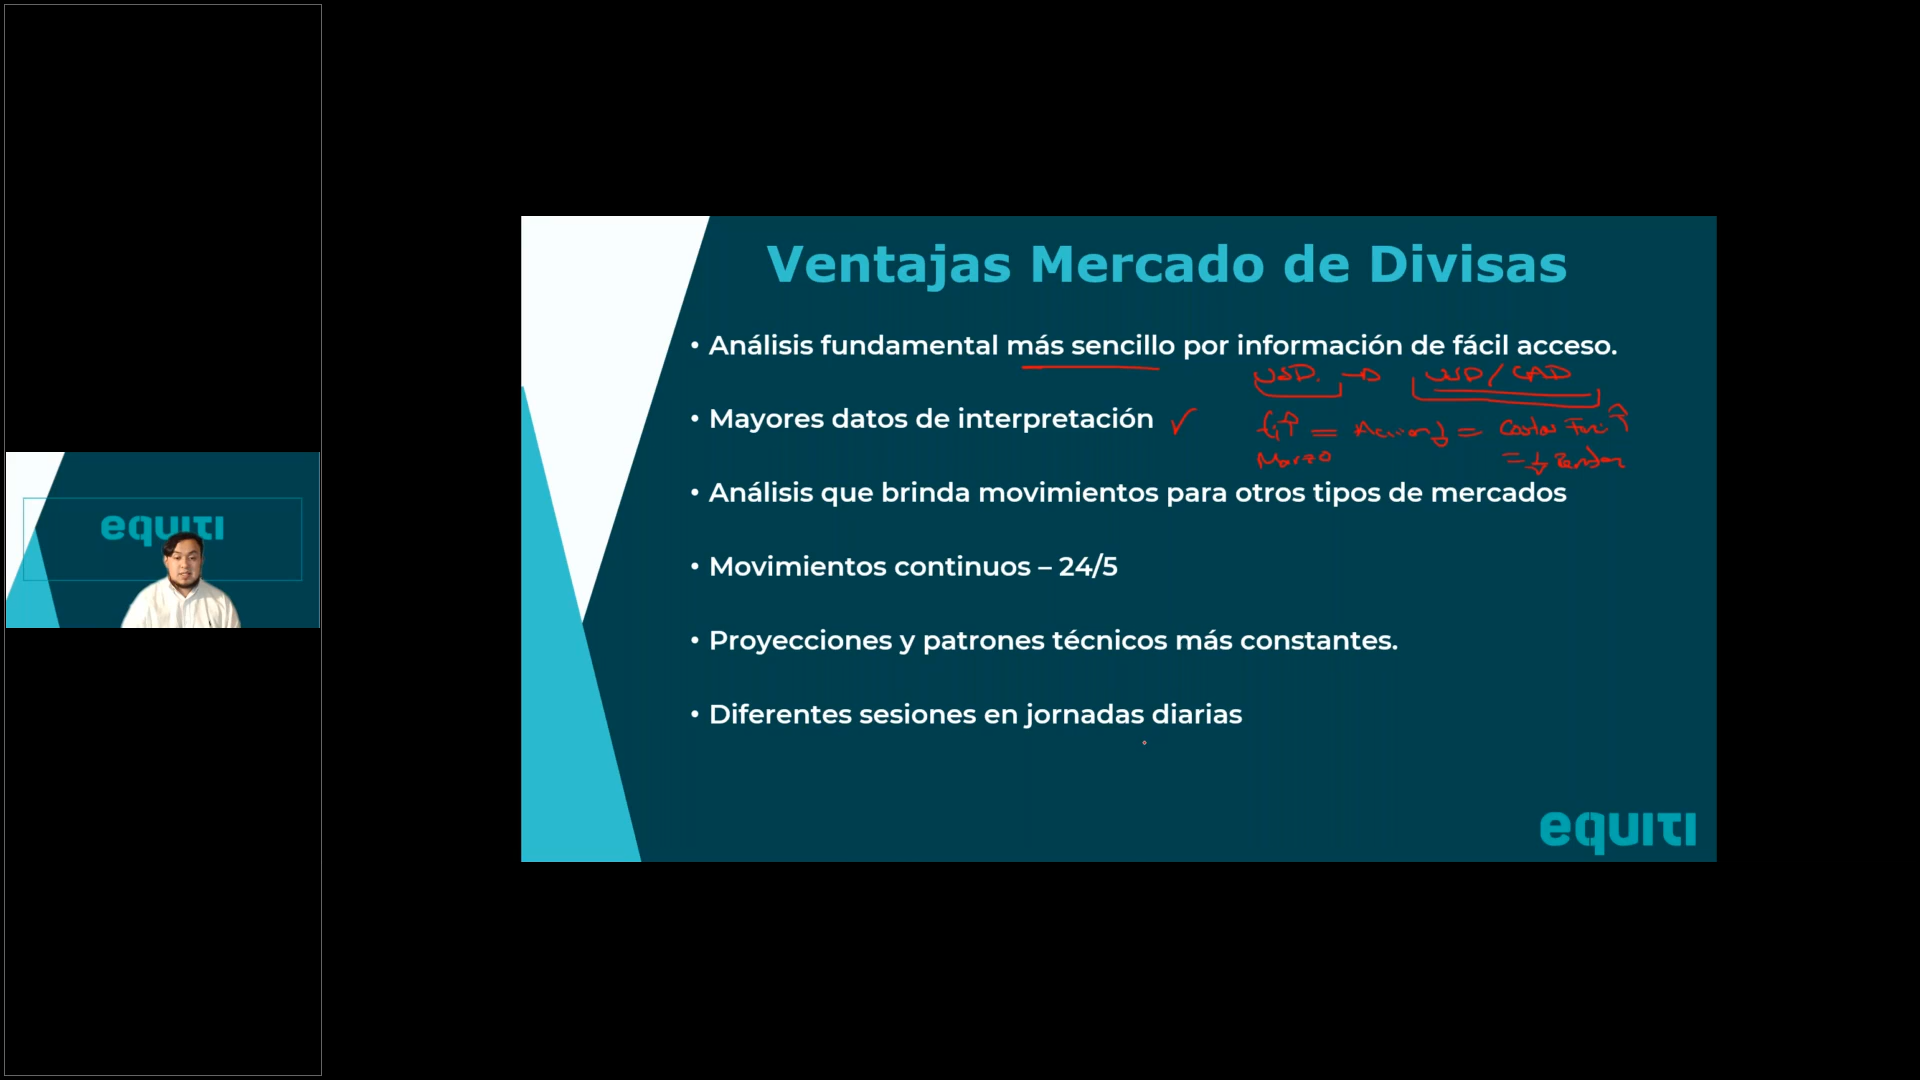 equiti
Ventajas Mercado de Divisas
• Análisis fundamental más sencillo por información de fácil acceso.
USD. → USD/CAD
• Mayores datos de interpretación ✓
Marzo
• Análisis que brinda movimientos para otros tipos de mercados
• Movimientos continuos – 24/5
• Proyecciones y patrones técnicos más constantes.
• Diferentes sesiones en jornadas diarias
equiti